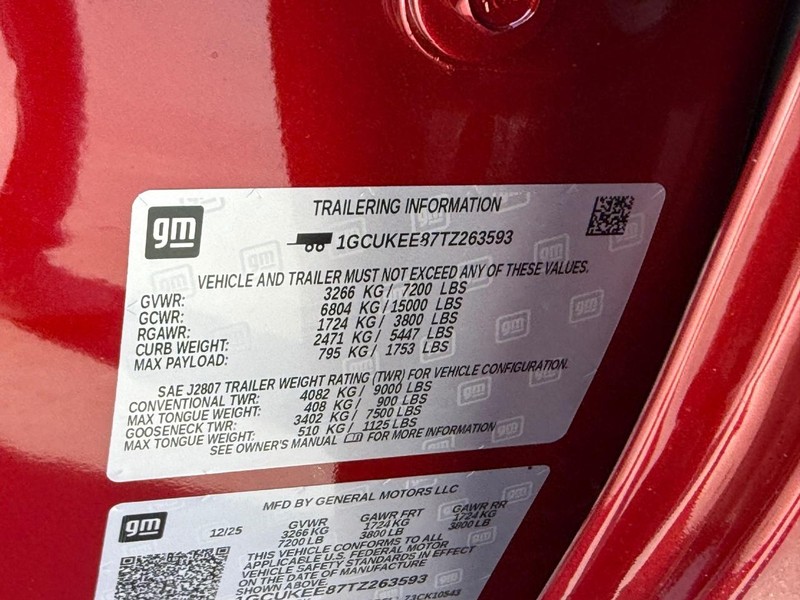 gm
TRAILERING INFORMATION
1GCUKEE87TZ263593
VEHICLE AND TRAILER MUST NOT EXCEED ANY OF THESE VALUES.
GVWR: 3266 KG / 7200 LBS
GCWR: 6804 KG / 15000 LBS
RGAWR: 1724 KG / 3800 LBS
CURB WEIGHT: 2471 KG / 5447 LBS
MAX PAYLOAD: 795 KG / 1753 LBS
SAE J2807 TRAILER WEIGHT RATING (TWR) FOR VEHICLE CONFIGURATION.
CONVENTIONAL TWR: 4082 KG / 9000 LBS
MAX TONGUE WEIGHT: 408 KG / 900 LBS
GOOSENECK TWR: 3402 KG / 7500 LBS
MAX TONGUE WEIGHT: 510 KG / 1125 LBS
SEE OWNER'S MANUAL FOR MORE INFORMATION
gm
MFD BY GENERAL MOTORS LLC
12/25 GVWR GAWR FRT GAWR RR
3266 KG 1724 KG 1724 KG
7200 LB 3800 LB 3800 LB
THIS VEHICLE CONFORMS TO ALL
APPLICABLE U.S. FEDERAL MOTOR
VEHICLE SAFETY STANDARDS IN EFFECT
ON THE DATE OF MANUFACTURE
SHOWN ABOVE.
1GCUKEE87TZ263593